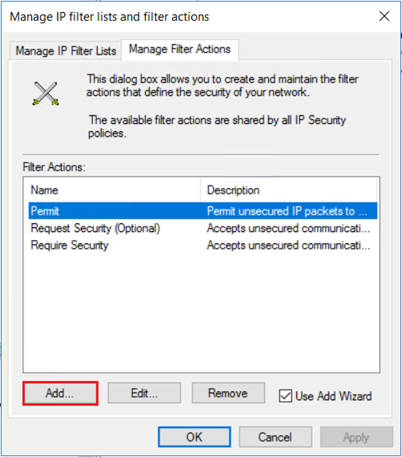 Manage IP filter lists and filter actions
Manage IP Filter Lists Manage Filter Actions
This dialog box allows you to create and maintain the filter
actions that define the security of your network.
The available filter actions are shared by all IP Security
policies.
Filter Actions:
Name Description
Permit Permit unsecured IP packets to ...
Request Security (Optional) Accepts unsecured communicati...
Require Security Accepts unsecured communicati...
Add... Edit... Remove Use Add Wizard
OK Cancel Apply